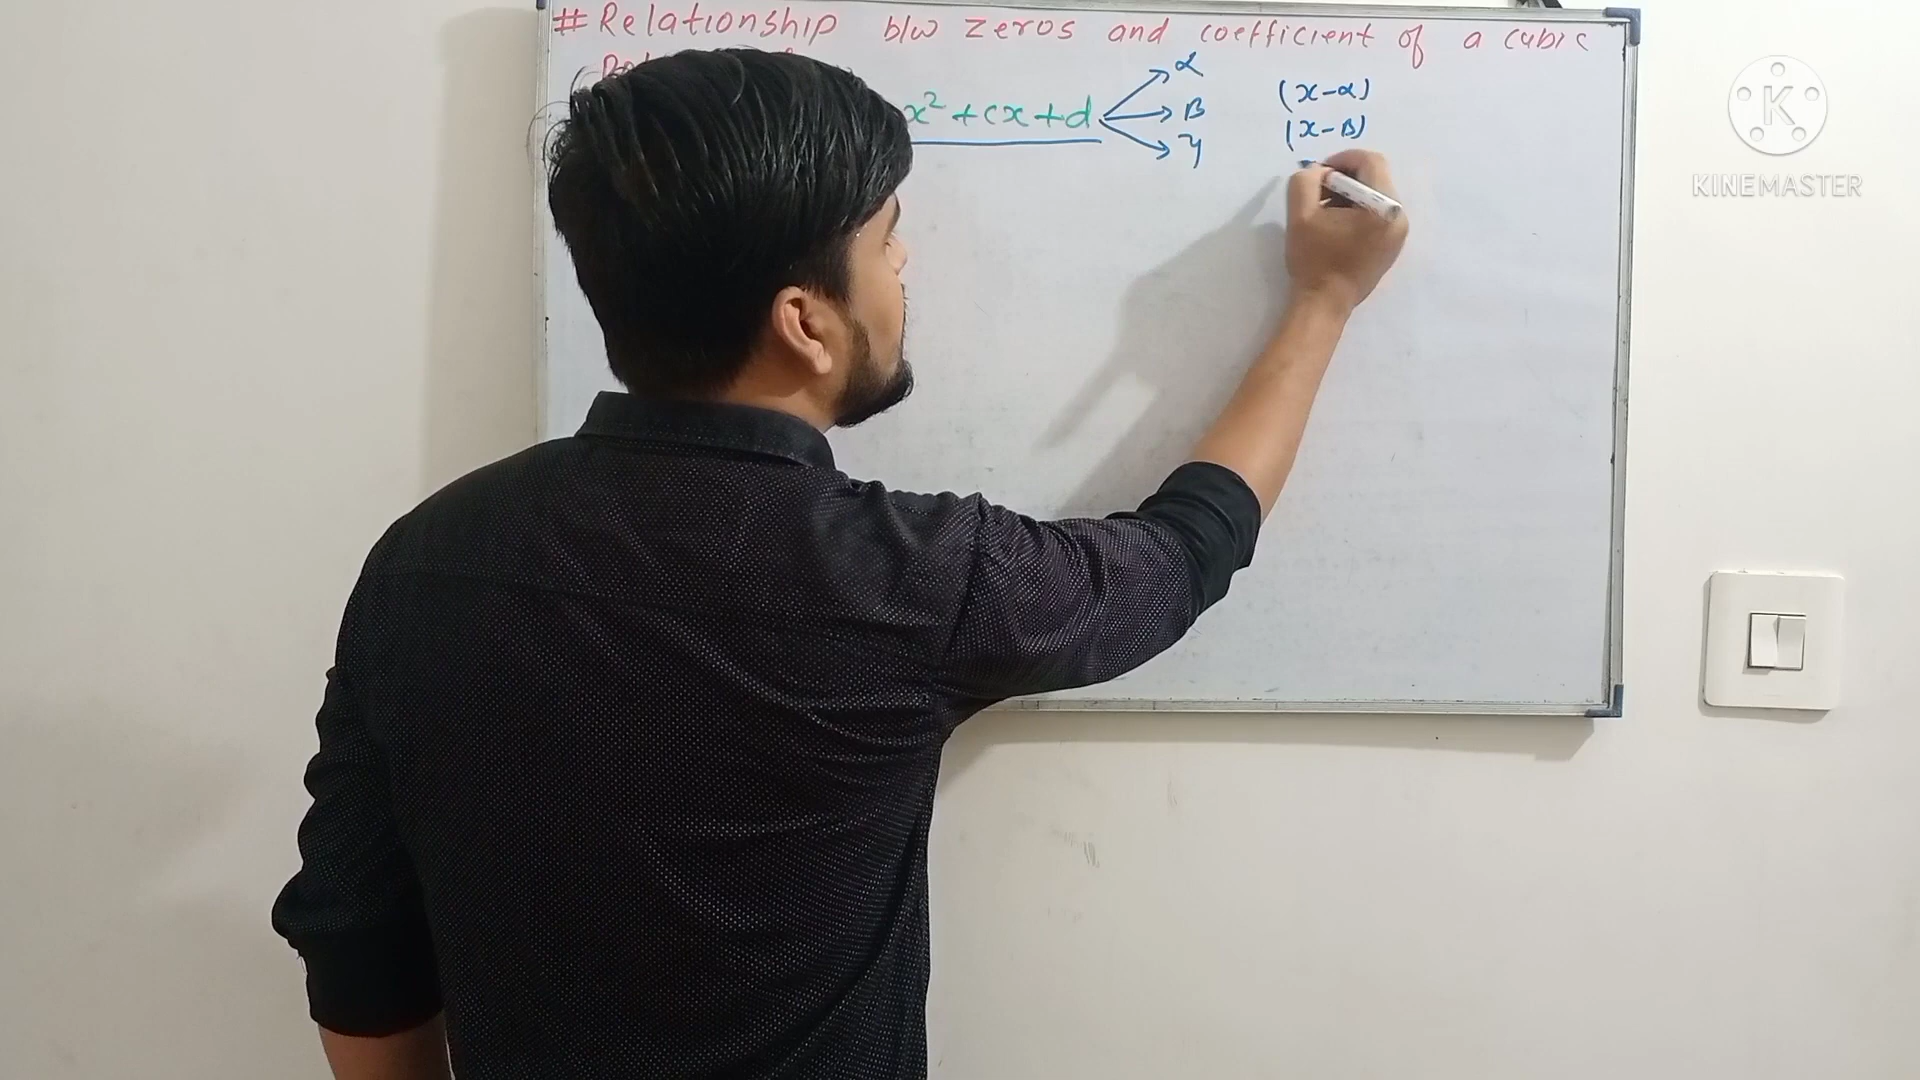 # Relationship b/w zeros and coefficient of a cubic
x² + cx + d
α
β
γ
(x-α)
(x-β)
K
KINEMASTER